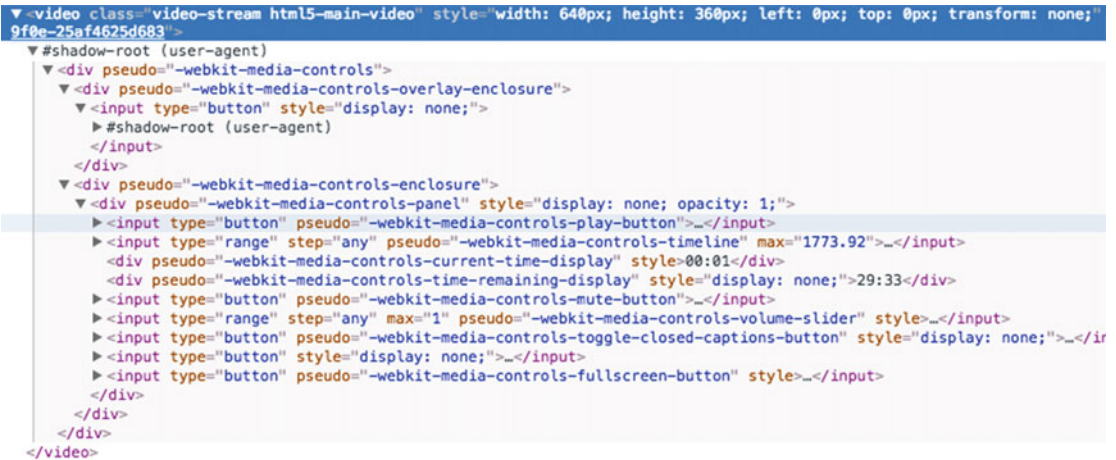 ▼<video class="video-stream html5-main-video" style="width: 640px; height: 360px; left: 0px; top: 0px; transform: none;"
9f0e-25af4625d683">
▼#shadow-root (user-agent)
▼<div pseudo="-webkit-media-controls">
▼<div pseudo="-webkit-media-controls-overlay-enclosure">
▼<input type="button" style="display: none;">
▶#shadow-root (user-agent)
</input>
</div>
▼<div pseudo="-webkit-media-controls-enclosure">
▼<div pseudo="-webkit-media-controls-panel" style="display: none; opacity: 1;">
▶<input type="button" pseudo="-webkit-media-controls-play-button">…</input>
▶<input type="range" step="any" pseudo="-webkit-media-controls-timeline" max="1773.92">…</input>
<div pseudo="-webkit-media-controls-current-time-display" style>00:01</div>
<div pseudo="-webkit-media-controls-time-remaining-display" style="display: none;">29:33</div>
▶<input type="button" pseudo="-webkit-media-controls-mute-button">…</input>
▶<input type="range" step="any" max="1" pseudo="-webkit-media-controls-volume-slider" style>…</input>
▶<input type="button" pseudo="-webkit-media-controls-toggle-closed-captions-button" style="display: none;">…</in
▶<input type="button" style="display: none;">…</input>
▶<input type="button" pseudo="-webkit-media-controls-fullscreen-button" style>…</input>
</div>
</div>
</div>
</video>